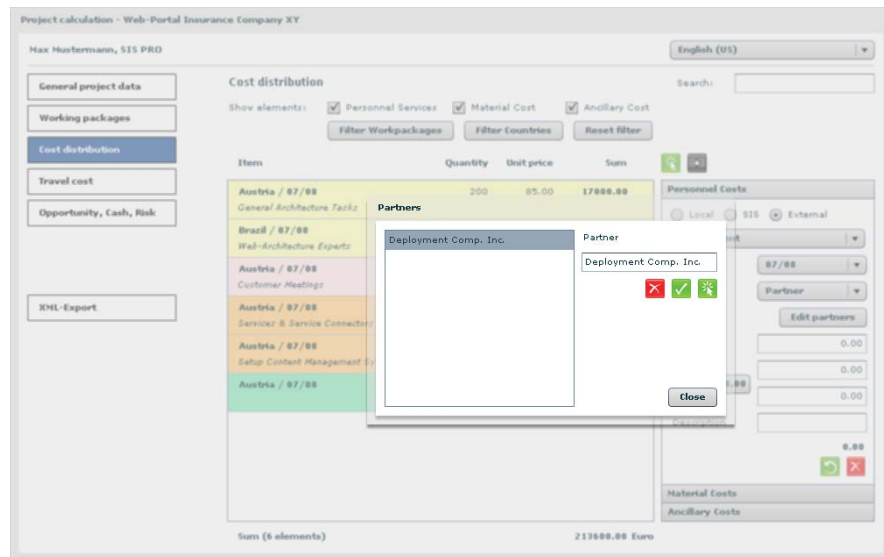 Project calculation - Web-Portal Insurance Company XY
Max Mustermann, SIS PRO
English (US)
General project data
Working packages
Cost distribution
Travel cost
Opportunity, Cash, Risk
XML-Export
Cost distribution
Search:
Show elements: Personnel Services Material Cost Ancillary Cost
Filter Workpackages Filter Countries Reset filter
Item Quantity Unit price Sum
Austria / 07/08 200 85.00 17000.00
General Architecture Tasks
Brazil / 07/08
Web-Architecture Experts
Austria / 07/08
Customer Meetings
Austria / 07/08
Services & Service Connectors
Austria / 07/08
Setup Content Management Sy
Austria / 07/08
Sum (6 elements) 213600.00 Euro
Partners
Deployment Comp. Inc.
Partner
Deployment Comp. Inc.
Close
Personnel Costs
Local SIS External
07/08
Partner
Edit partners
0.00
0.00
0.00
Description
0.00
Material Costs
Ancillary Costs